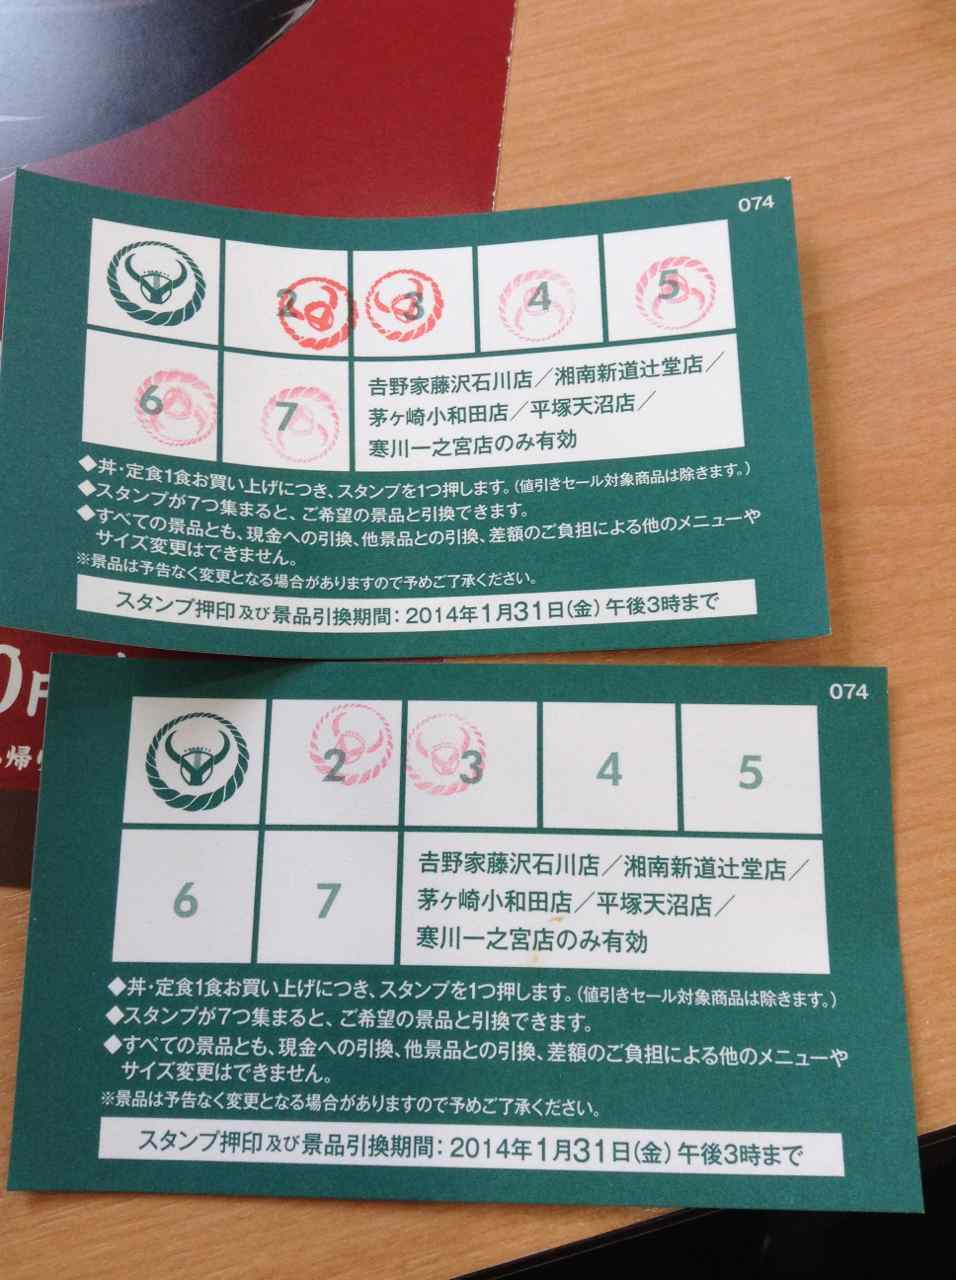 074
2
3
4
5
6
7
吉野家藤沢石川店／湘南新道辻堂店／
茅ヶ崎小和田店／平塚天沼店／
寒川一之宮店のみ有効
◆丼・定食1食お買い上げにつき、スタンプを1つ押します。(値引きセール対象商品は除きます。)
◆スタンプが7つ集まると、ご希望の景品と引換できます。
◆すべての景品とも、現金への引換、他景品との引換、差額のご負担による他のメニューや
サイズ変更はできません。
※景品は予告なく変更となる場合がありますので予めご了承ください。
スタンプ押印及び景品引換期間：2014年1月31日(金)午後3時まで
074
1
2
3
4
5
6
7
吉野家藤沢石川店／湘南新道辻堂店／
茅ヶ崎小和田店／平塚天沼店／
寒川一之宮店のみ有効
◆丼・定食1食お買い上げにつき、スタンプを1つ押します。(値引きセール対象商品は除きます。)
◆スタンプが7つ集まると、ご希望の景品と引換できます。
◆すべての景品とも、現金への引換、他景品との引換、差額のご負担による他のメニューや
サイズ変更はできません。
※景品は予告なく変更となる場合がありますので予めご了承ください。
スタンプ押印及び景品引換期間：2014年1月31日(金)午後3時まで